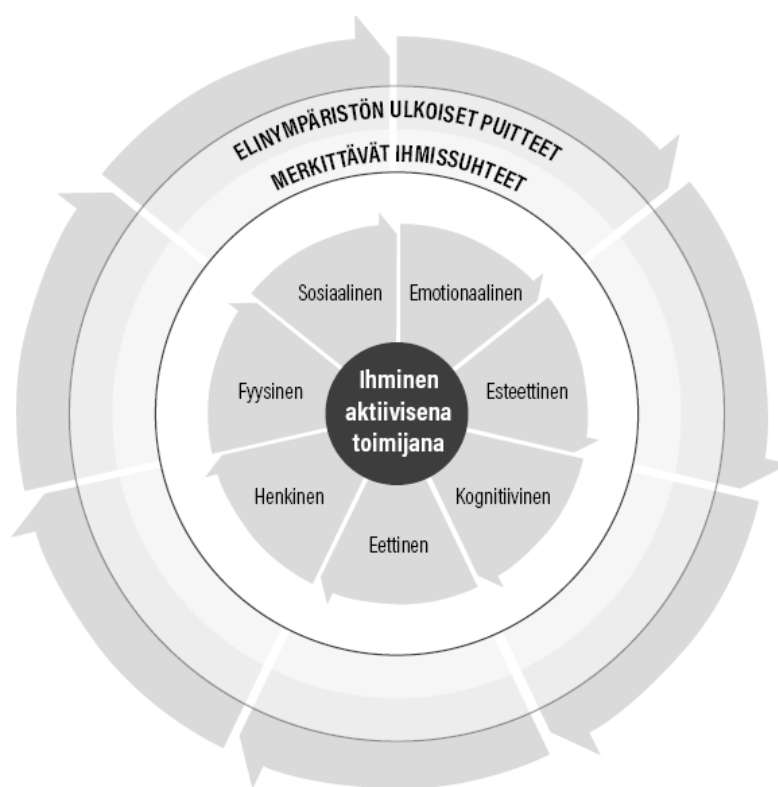 ELINYMPÄRISTÖN ULKOISET PUITTEET
MERKITTÄVÄT IHMISSUHTEET
Sosiaalinen
Emotionaalinen
Fyysinen
Ihminen
aktiivisena
toimijana
Esteettinen
Henkinen
Kognitiivinen
Eettinen